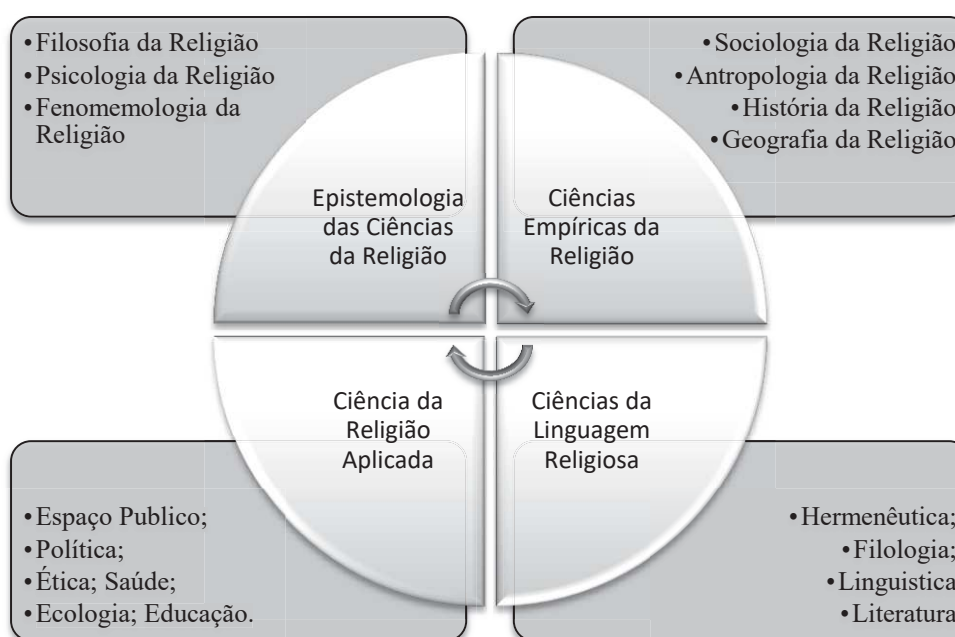 •Filosofia da Religião
•Psicologia da Religião
•Fenomemologia da
Religião
•Sociologia da Religião
•Antropologia da Religião
•História da Religião
•Geografia da Religião
Epistemologia
das Ciências
da Religião
Ciências
Empíricas da
Religião
Ciência da
Religião
Aplicada
Ciências da
Linguagem
Religiosa
•Espaço Publico;
•Política;
•Ética; Saúde;
•Ecologia; Educação.
•Hermenêutica;
•Filologia;
•Linguistica
•Literatura